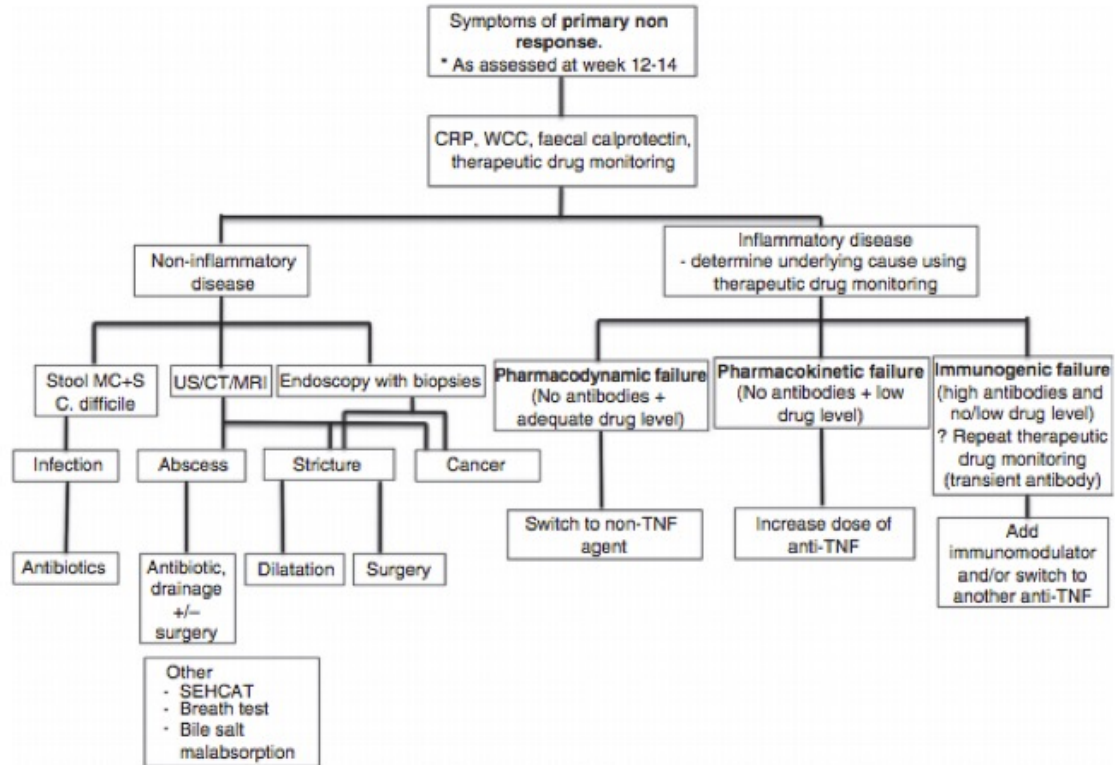 Symptoms of primary non
response.
* As assessed at week 12-14
CRP, WCC, faecal calprotectin,
therapeutic drug monitoring
Non-inflammatory
disease
Inflammatory disease
- determine underlying cause using
therapeutic drug monitoring
Stool MC+S
C. difficile
US/CT/MRI
Endoscopy with biopsies
Pharmacodynamic failure
(No antibodies +
adequate drug level)
Pharmacokinetic failure
(No antibodies + low
drug level)
Immunogenic failure
(high antibodies and
no/low drug level)
? Repeat therapeutic
drug monitoring
(transient antibody)
Infection
Abscess
Stricture
Cancer
Switch to non-TNF
agent
Increase dose of
anti-TNF
Add
immunomodulator
and/or switch to
another anti-TNF
Antibiotics
Antibiotic,
drainage
+/–
surgery
Dilatation
Surgery
Other
- SEHCAT
- Breath test
- Bile salt
malabsorption